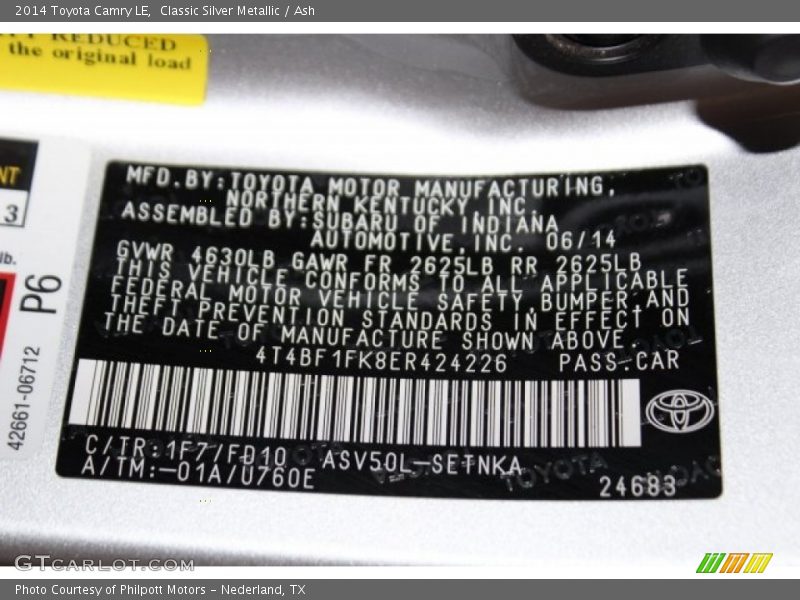 2014 Toyota Camry LE,  Classic Silver Metallic / Ash
REDUCED
the original load
NT
3
lb.
P6
42661-06712
MFD.BY:TOYOTA MOTOR MANUFACTURING,
NORTHERN KENTUCKY INC.
ASSEMBLED BY:SUBARU OF INDIANA
AUTOMOTIVE,INC. 06/14
GVWR 4630LB GAWR FR 2625LB RR 2625LB
THIS VEHICLE CONFORMS TO ALL APPLICABLE
FEDERAL MOTOR VEHICLE SAFETY BUMPER,AND
THEFT PREVENTION STANDARDS IN EFFECT ON
THE DATE OF MANUFACTURE SHOWN ABOVE.
4T4BF1FK8ER424226 PASS.CAR
C/TR:1F7/FD10 ASV50L-SETNKA
A/TM:-01A/U760E
TOYOTA
24683
GTCarLot.com
Photo Courtesy of Philpott Motors - Nederland, TX